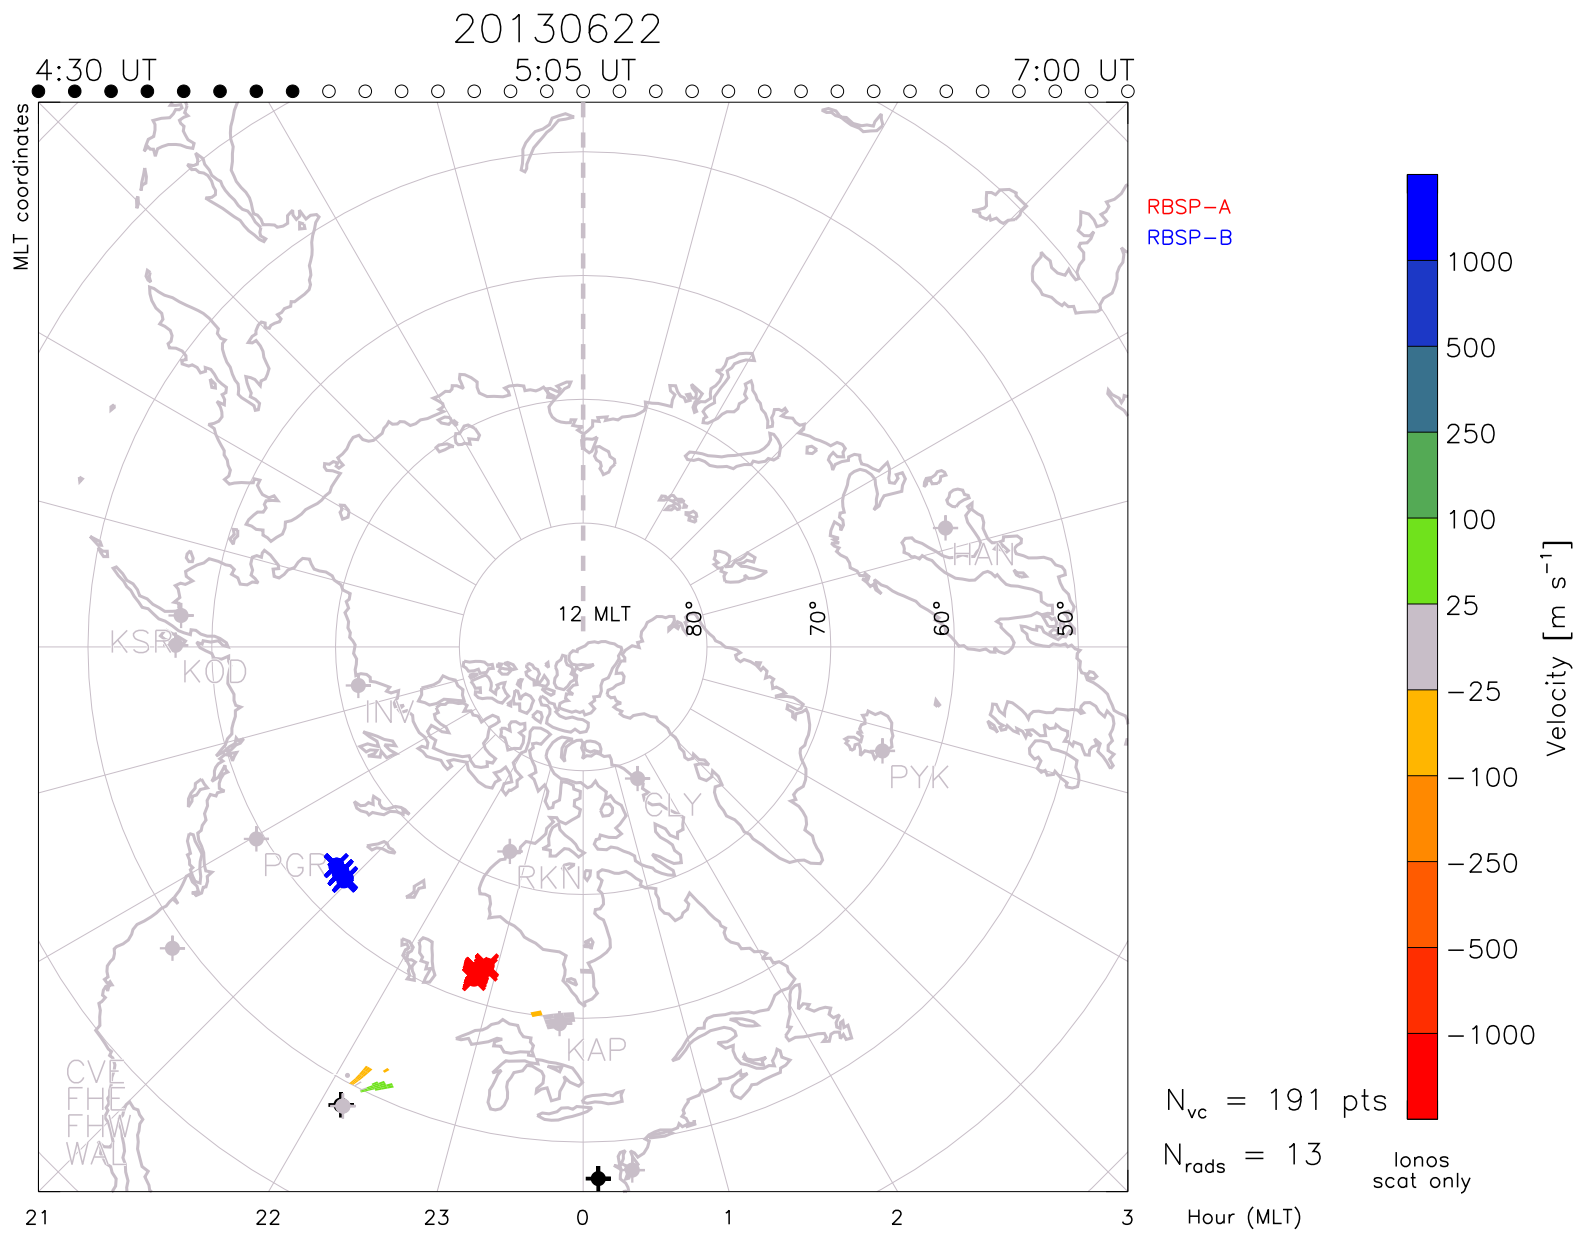 20130622
4:30 UT 5:05 UT 7:00 UT
MLT coordinates
RBSP-A
RBSP-B
1000
500
250
100
25
-25
-100
-250
-500
-1000
Velocity [m s⁻¹]
12 MLT
80°
70°
60°
50°
HAN
KSR
KOD
INV
PYK
CLY
PGR
RKN
KAP
CVE
FHE
FHW
WAL
Nvc = 191 pts
Nrads = 13
Ionos
scat only
21 22 23 0 1 2 3 Hour (MLT)